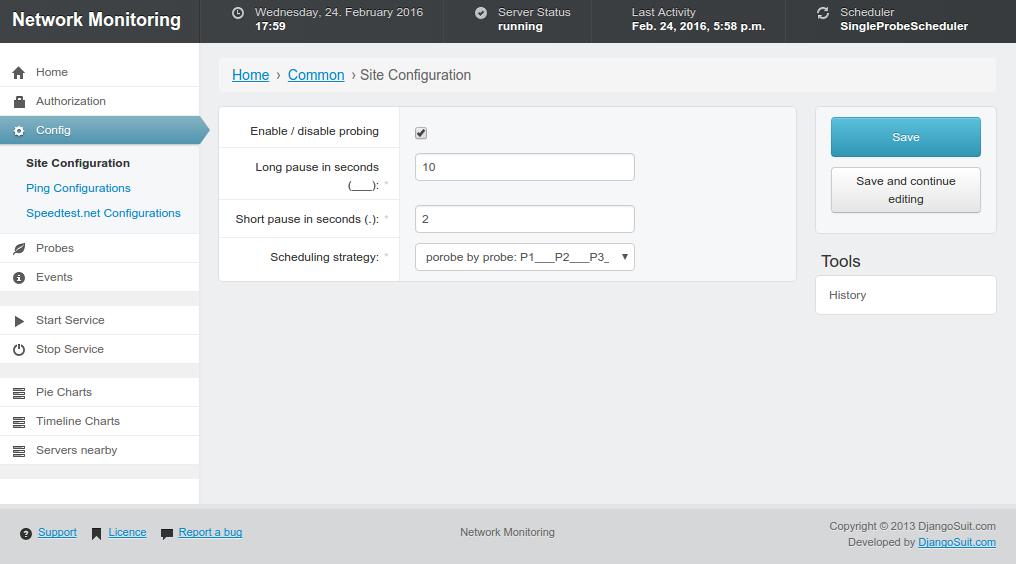 Network Monitoring
Wednesday, 24. February 2016
17:59
Server Status
running
Last Activity
Feb. 24, 2016, 5:58 p.m.
Scheduler
SingleProbeScheduler
Home
Authorization
Config
Site Configuration
Ping Configurations
Speedtest.net Configurations
Probes
Events
Start Service
Stop Service
Pie Charts
Timeline Charts
Servers nearby
Home › Common › Site Configuration
Enable / disable probing
Long pause in seconds
(___): *
10
Short pause in seconds (.): *
2
Scheduling strategy: *
porobe by probe: P1___P2___P3_
Save
Save and continue
editing
Tools
History
Support
Licence
Report a bug
Network Monitoring
Copyright © 2013 DjangoSuit.com
Developed by DjangoSuit.com